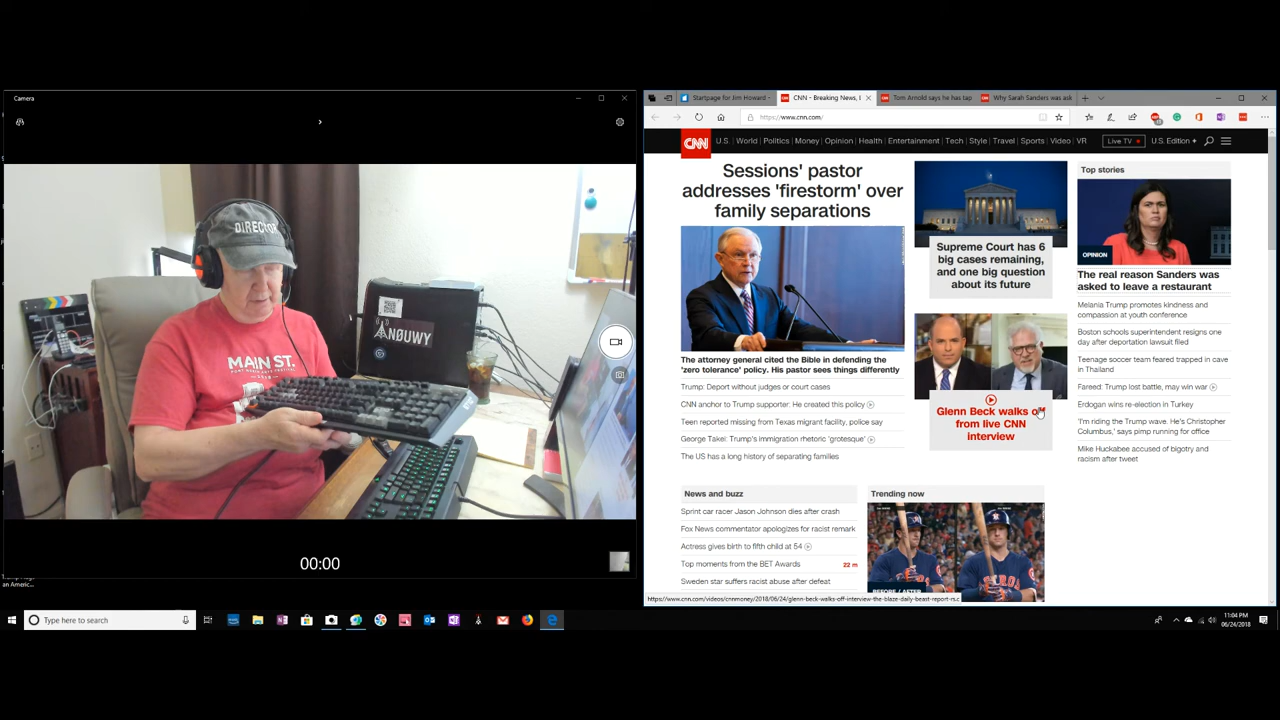 Camera
00:00
DIRECTOR
MAIN ST.
FORT WORTH ARTS FESTIVAL
NØUWY
Startpage for Jim Howard -
CNN - Breaking News, l
Tom Arnold says he has tap
Why Sarah Sanders was ask
https://www.cnn.com/
CNN
U.S. World Politics Money Opinion Health Entertainment Tech Style Travel Sports Video VR
Live TV
U.S. Edition +
Sessions' pastor
addresses 'firestorm' over
family separations
The attorney general cited the Bible in defending the
'zero tolerance' policy. His pastor sees things differently
Trump: Deport without judges or court cases
CNN anchor to Trump supporter: He created this policy
Teen reported missing from Texas migrant facility, police say
George Takei: Trump's immigration rhetoric 'grotesque'
The US has a long history of separating families
Supreme Court has 6
big cases remaining,
and one big question
about its future
Glenn Beck walks off
from live CNN
interview
Top stories
OPINION
The real reason Sanders was
asked to leave a restaurant
Melania Trump promotes kindness and
compassion at youth conference
Boston schools superintendent resigns one
day after deportation lawsuit filed
Teenage soccer team feared trapped in cave
in Thailand
Fareed: Trump lost battle, may win war
Erdogan wins re-election in Turkey
'I'm riding the Trump wave. He's Christopher
Columbus,' says pimp running for office
Mike Huckabee accused of bigotry and
racism after tweet
News and buzz
Sprint car racer Jason Johnson dies after crash
Fox News commentator apologizes for racist remark
Actress gives birth to fifth child at 54
Top moments from the BET Awards
22 m
Sweden star suffers racist abuse after defeat
Trending now
BEFORE / AFTER
https://www.cnn.com/videos/cnnmoney/2018/06/24/glenn-beck-walks-off-interview-the-blaze-daily-beast-report-rs.c
an Americ...
Type here to search
11:04 PM
06/24/2018